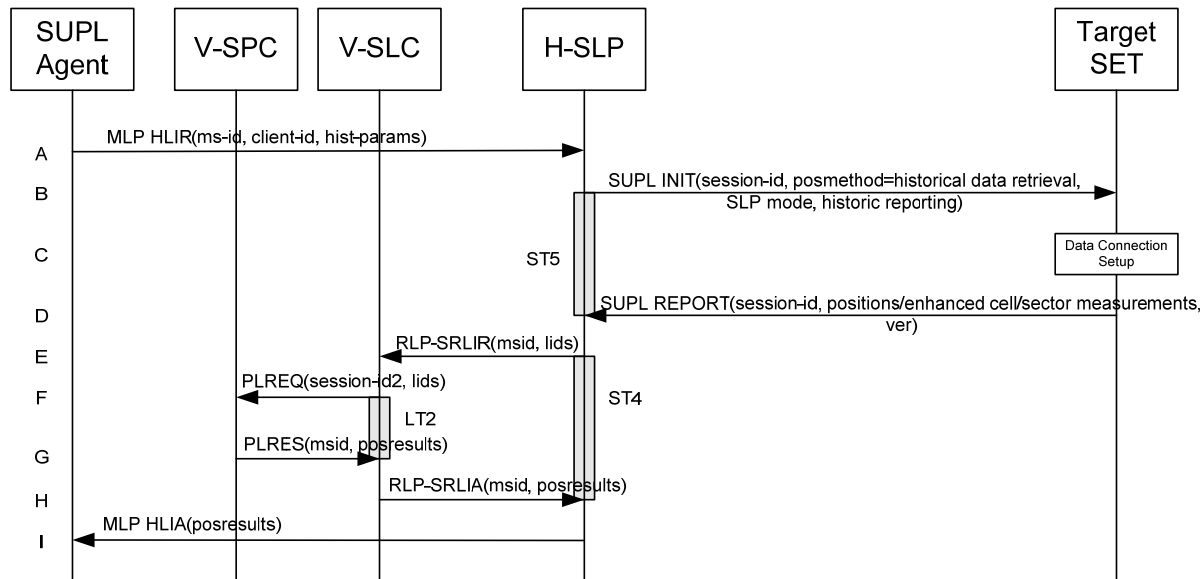 SUPL
Agent
V-SPC
V-SLC
H-SLP
Target
SET
A
MLP HLIR(ms-id, client-id, hist-params)
B
SUPL INIT(session-id, posmethod=historical data retrieval,
SLP mode, historic reporting)
C
ST5
Data Connection
Setup
D
SUPL REPORT(session-id, positions/enhanced cell/sector measurements,
ver)
E
RLP-SRLIR(msid, lids)
F
PLREQ(session-id2, lids)
ST4
LT2
G
PLRES(msid, posresults)
H
RLP-SRLIA(msid, posresults)
I
MLP HLIA(posresults)